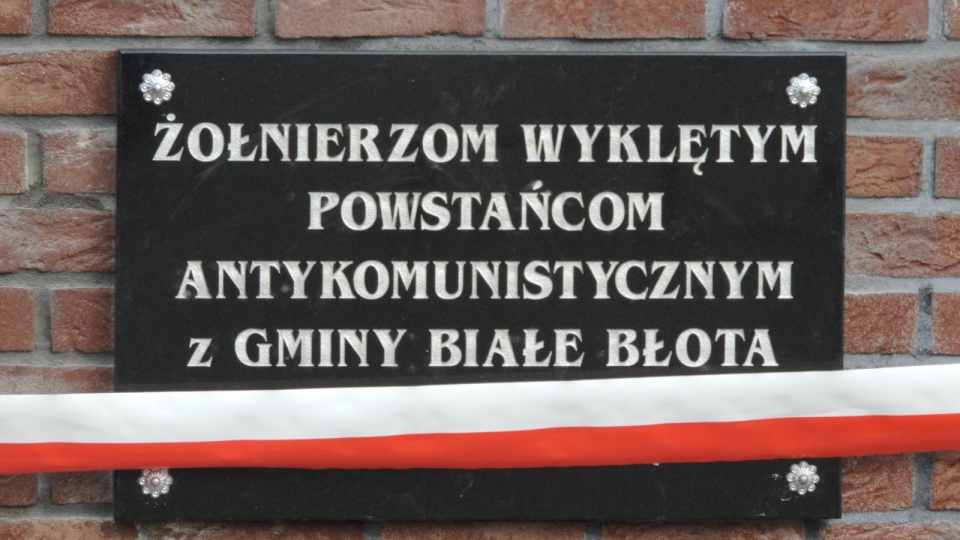 ŻOŁNIERZOM WYKLĘTYM
POWSTAŃCOM
ANTYKOMUNISTYCZNYM
z GMINY BIAŁE BŁOTA